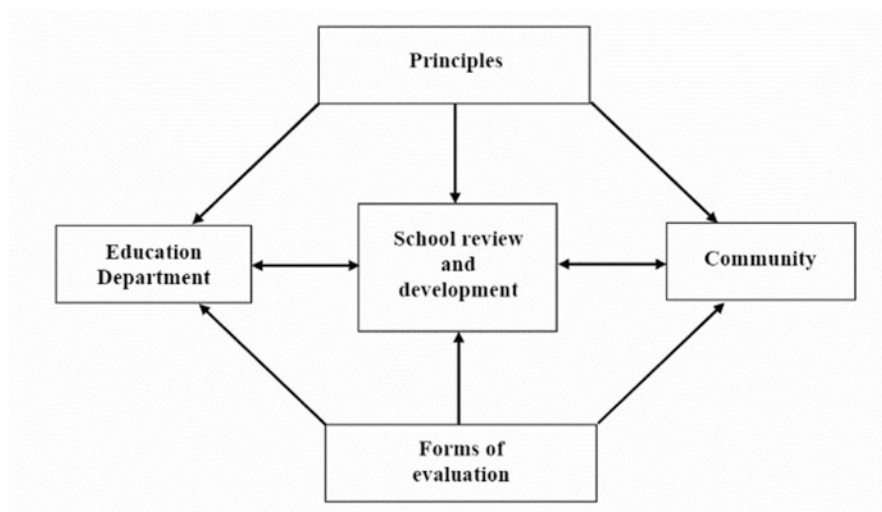 Principles
Education
Department
School review
and
development
Community
Forms of
evaluation